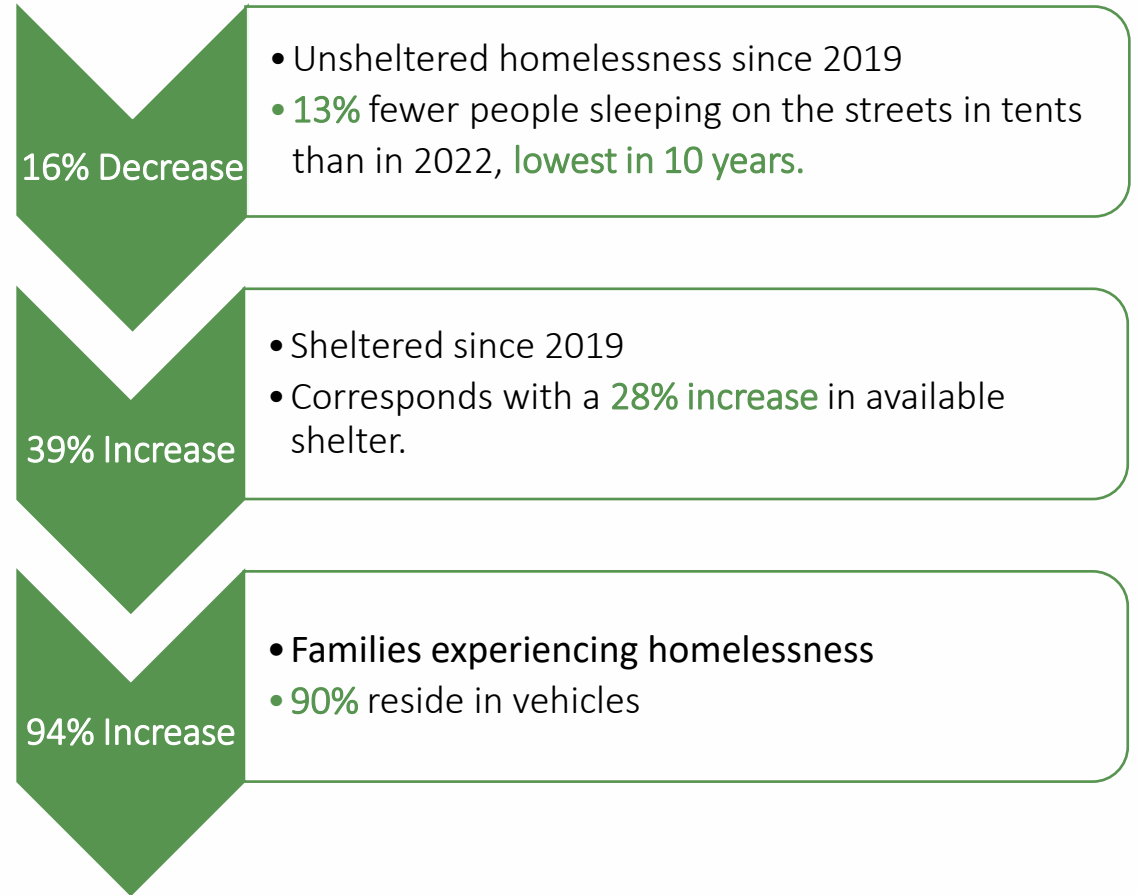 16% Decrease
• Unsheltered homelessness since 2019
• 13% fewer people sleeping on the streets in tents
than in 2022, lowest in 10 years.
39% Increase
• Sheltered since 2019
• Corresponds with a 28% increase in available
shelter.
94% Increase
• Families experiencing homelessness
• 90% reside in vehicles